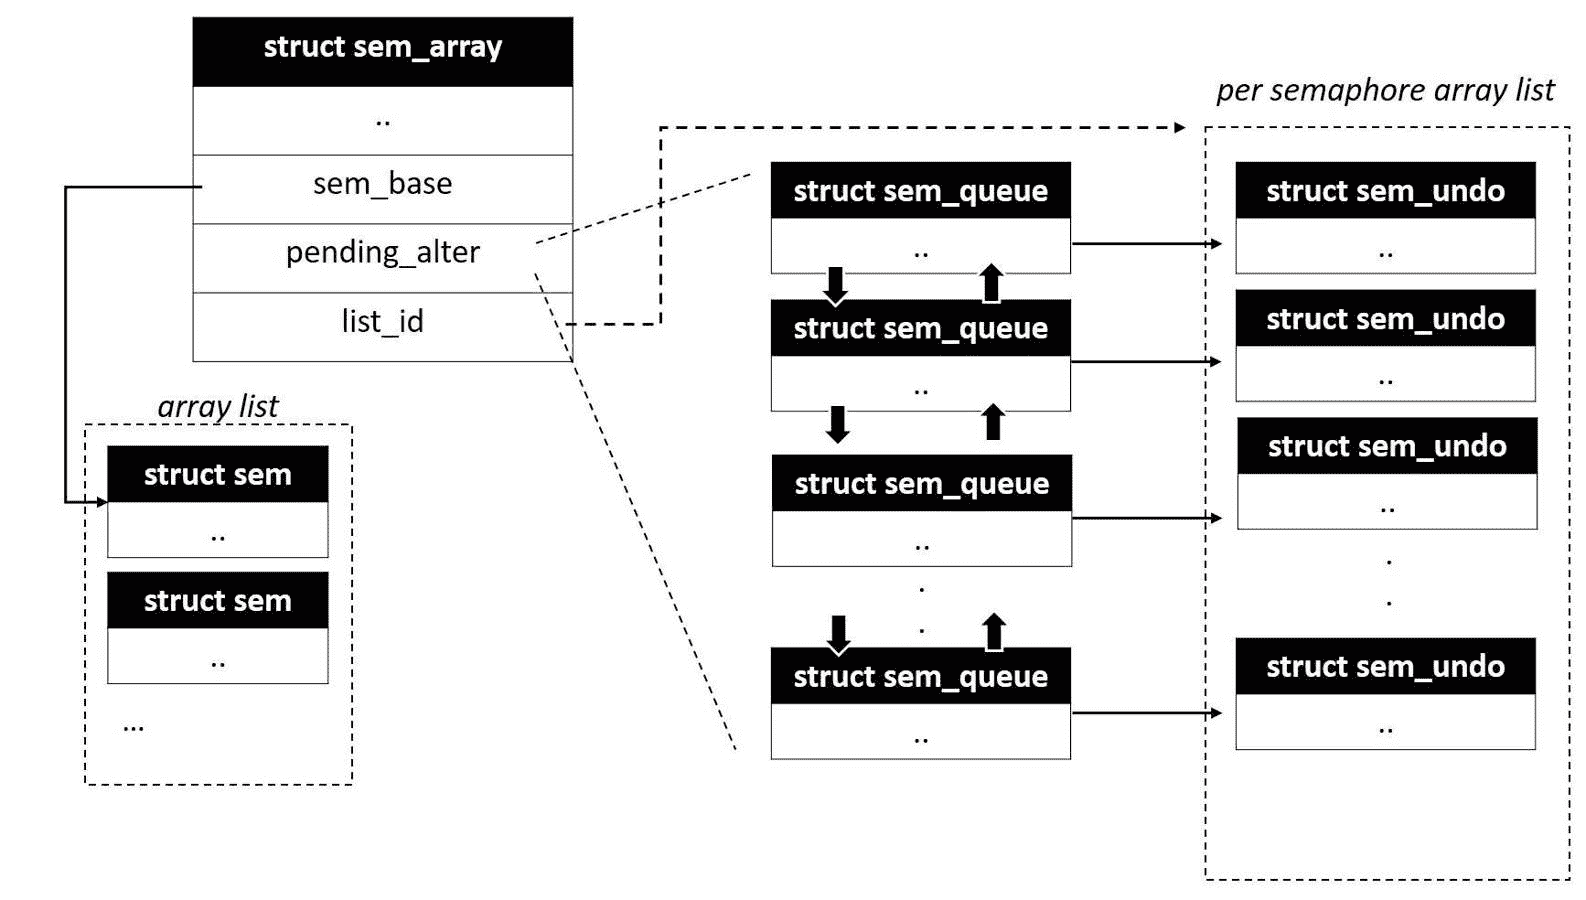 struct sem_array
..
sem_base
pending_alter
list_id
array list
struct sem
..
struct sem
..
...
struct sem_queue
..
struct sem_queue
..
struct sem_queue
..
.
.
struct sem_queue
..
per semaphore array list
struct sem_undo
..
struct sem_undo
..
struct sem_undo
..
.
.
struct sem_undo
..